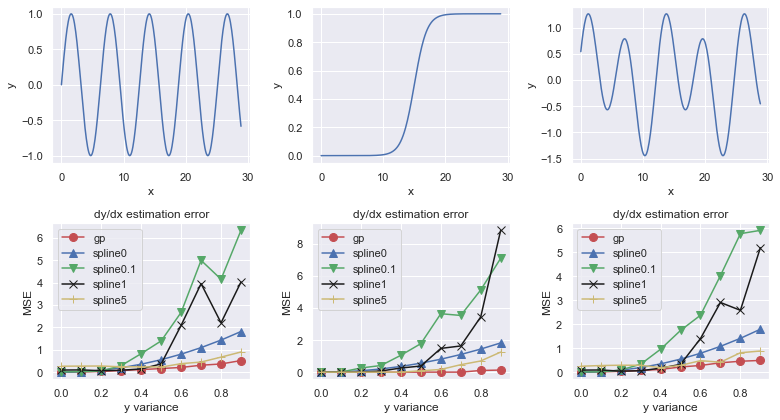 1.0
0.5
0.0
−0.5
−1.0
y
0
10
20
30
x
1.0
0.8
0.6
0.4
0.2
0.0
y
0
10
20
30
x
1.0
0.5
0.0
−0.5
−1.0
−1.5
y
0
10
20
30
x
dy/dx estimation error
gp
spline0
spline0.1
spline1
spline5
6
5
4
3
2
1
0
MSE
0.0 0.2 0.4 0.6 0.8
y variance
dy/dx estimation error
gp
spline0
spline0.1
spline1
spline5
8
6
4
2
0
MSE
0.0 0.2 0.4 0.6 0.8
y variance
dy/dx estimation error
gp
spline0
spline0.1
spline1
spline5
6
5
4
3
2
1
0
MSE
0.0 0.2 0.4 0.6 0.8
y variance